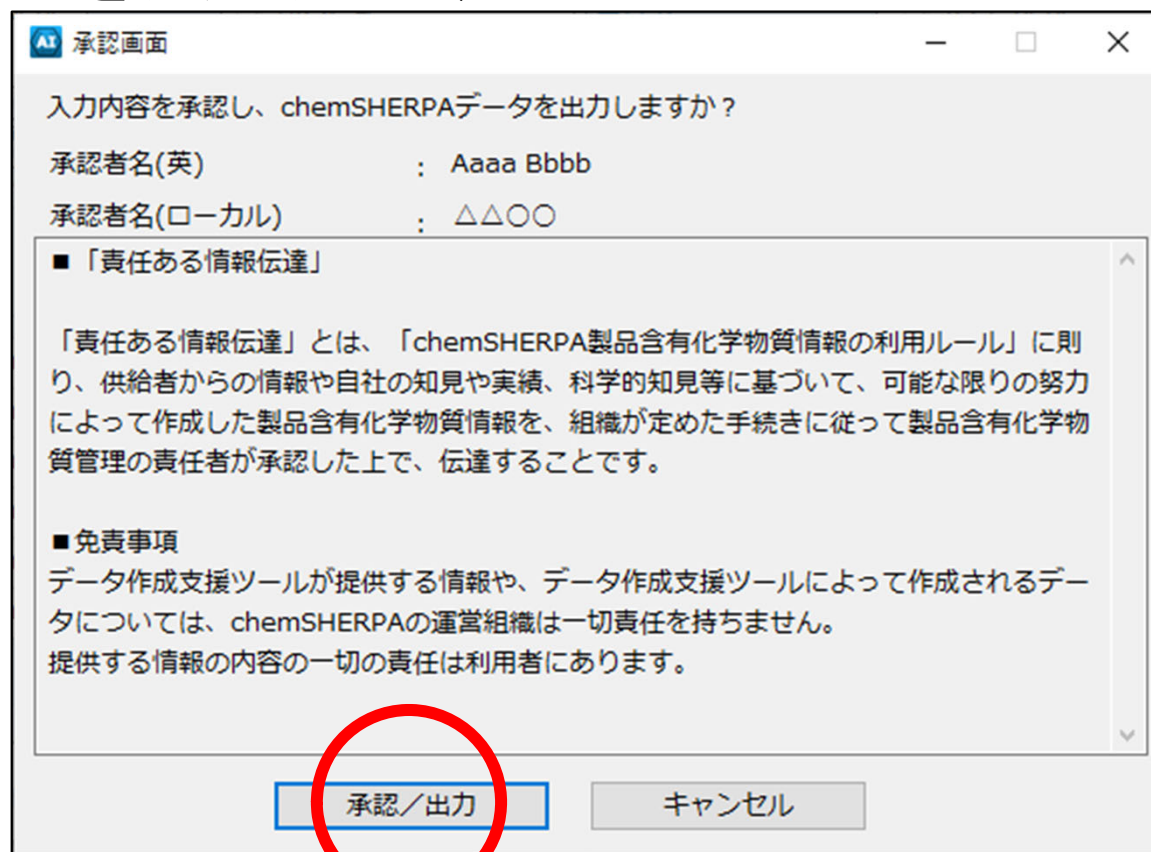 AI 承認画面
入力内容を承認し、chemSHERPAデータを出力しますか？
承認者名(英) : Aaaa Bbbb
承認者名(ローカル) : △△○○
■「責任ある情報伝達」
「責任ある情報伝達」とは、「chemSHERPA製品含有化学物質情報の利用ルール」に則
り、供給者からの情報や自社の知見や実績、科学的知見等に基づいて、可能な限りの努力
によって作成した製品含有化学物質情報を、組織が定めた手続きに従って製品含有化学物
質管理の責任者が承認した上で、伝達することです。
■免責事項
データ作成支援ツールが提供する情報や、データ作成支援ツールによって作成されるデー
タについては、chemSHERPAの運営組織は一切責任を持ちません。
提供する情報の内容の一切の責任は利用者にあります。
承認／出力 キャンセル